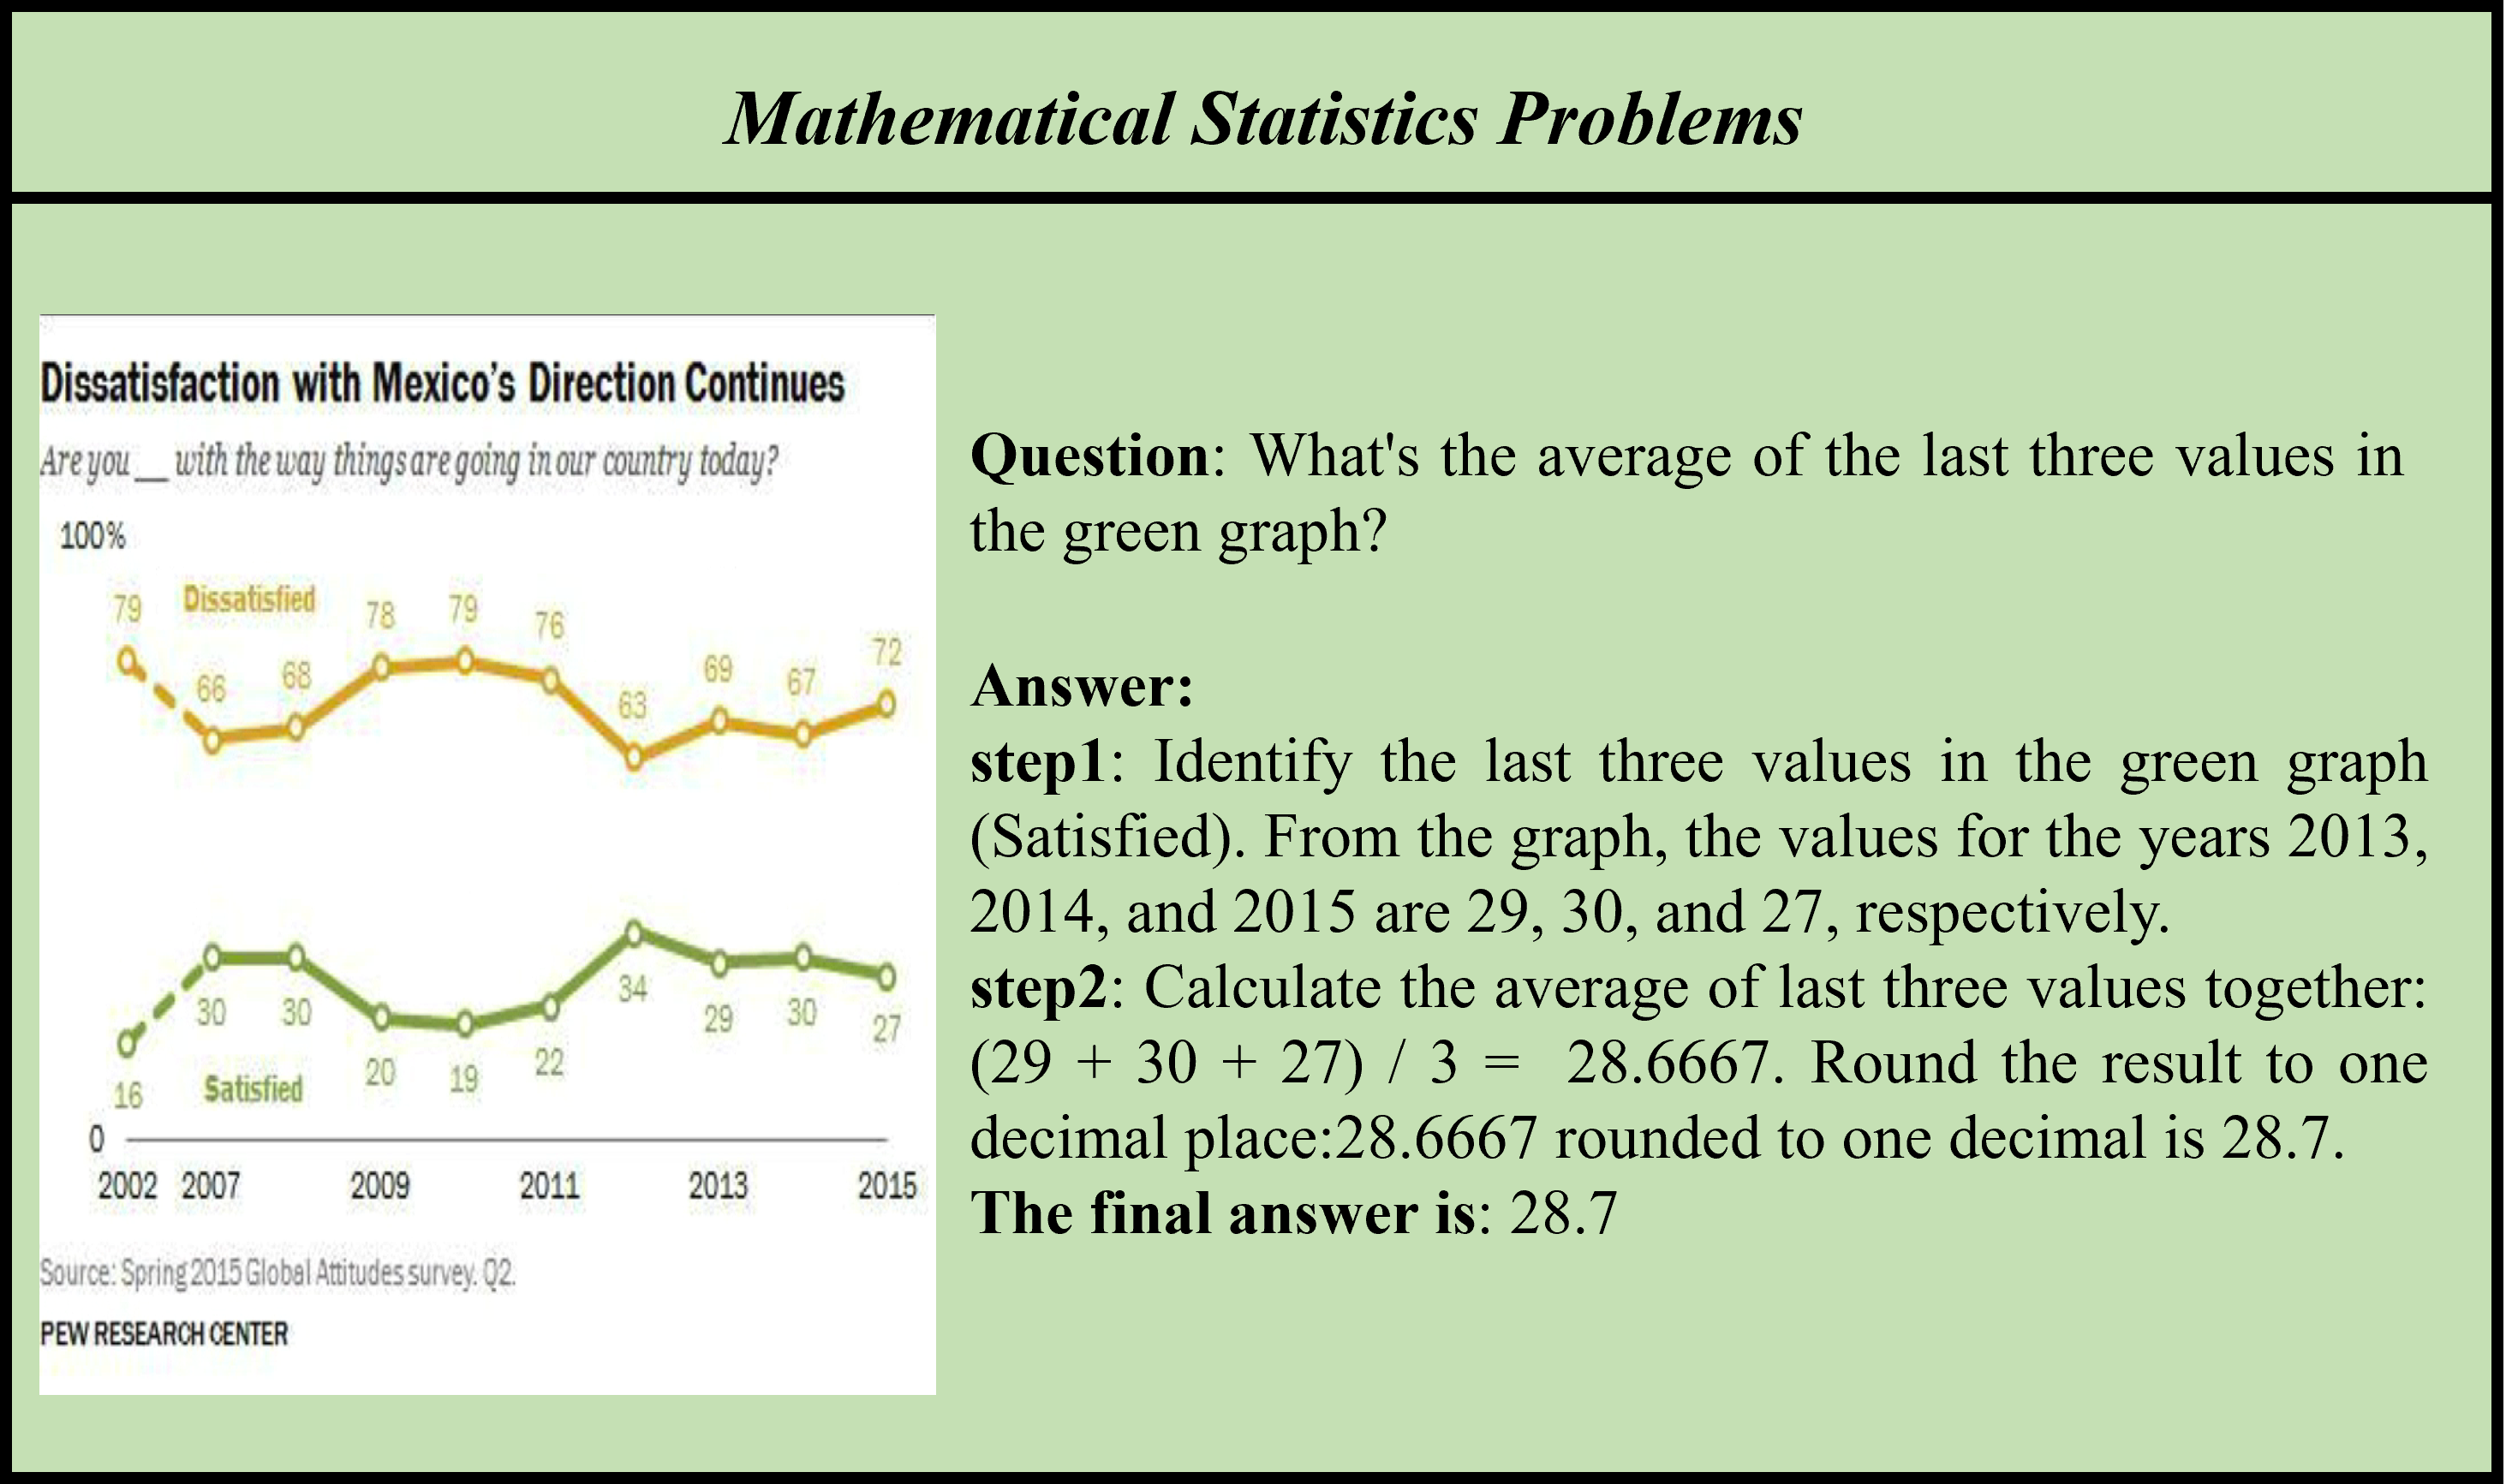 Mathematical Statistics Problems
Dissatisfaction with Mexico's Direction Continues
Are you __ with the way things are going in our country today?
100%
79 Dissatisfied 78 79 76
66 68 63 69 67 72
34
30 30 20 19 22 29 30 27
16 Satisfied
0
2002 2007 2009 2011 2013 2015
Source: Spring 2015 Global Attitudes survey. Q2.
PEW RESEARCH CENTER
Question: What's the average of the last three values in
the green graph?
Answer:
step1: Identify the last three values in the green graph
(Satisfied). From the graph, the values for the years 2013,
2014, and 2015 are 29, 30, and 27, respectively.
step2: Calculate the average of last three values together:
(29 + 30 + 27) / 3 = 28.6667. Round the result to one
decimal place:28.6667 rounded to one decimal is 28.7.
The final answer is: 28.7